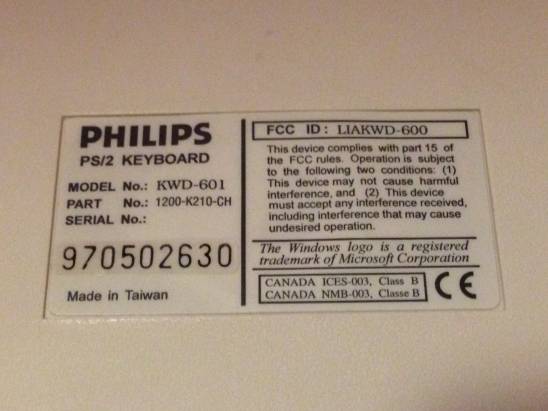 PHILIPS
PS/2 KEYBOARD
MODEL No.: KWD-601
PART No.: 1200-K210-CH
SERIAL No.:
970502630
Made in Taiwan
FCC ID: LIAKWD-600
This device complies with part 15 of
the FCC rules. Operation is subject
to the following two conditions: (1)
This device may not cause harmful
interference, and (2) This device
must accept any interference received,
including interference that may cause
undesired operation.
The Windows logo is a registered
trademark of Microsoft Corporation
CANADA ICES-003, Class B
CANADA NMB-003, Classe B
CE